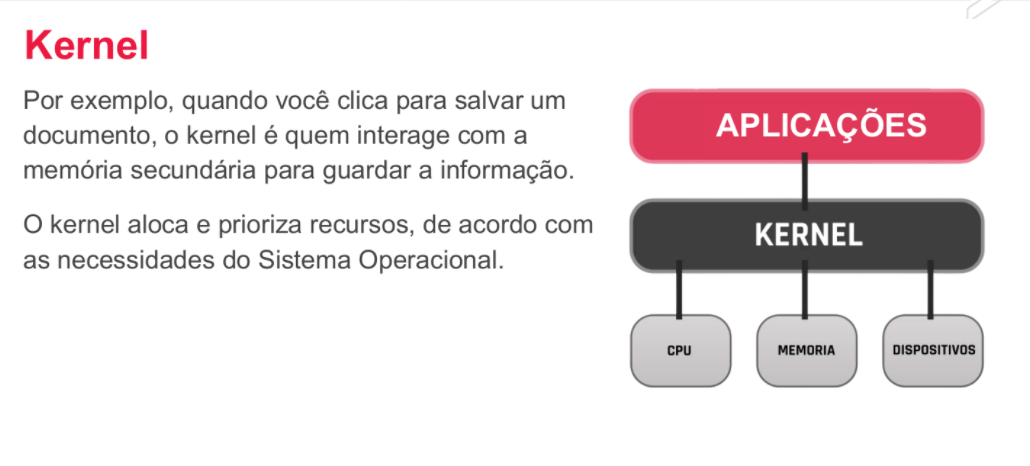 Kernel
Por exemplo, quando você clica para salvar um
documento, o kernel é quem interage com a
memória secundária para guardar a informação.
O kernel aloca e prioriza recursos, de acordo com
as necessidades do Sistema Operacional.
APLICAÇÕES
KERNEL
CPU
MEMORIA
DISPOSITIVOS